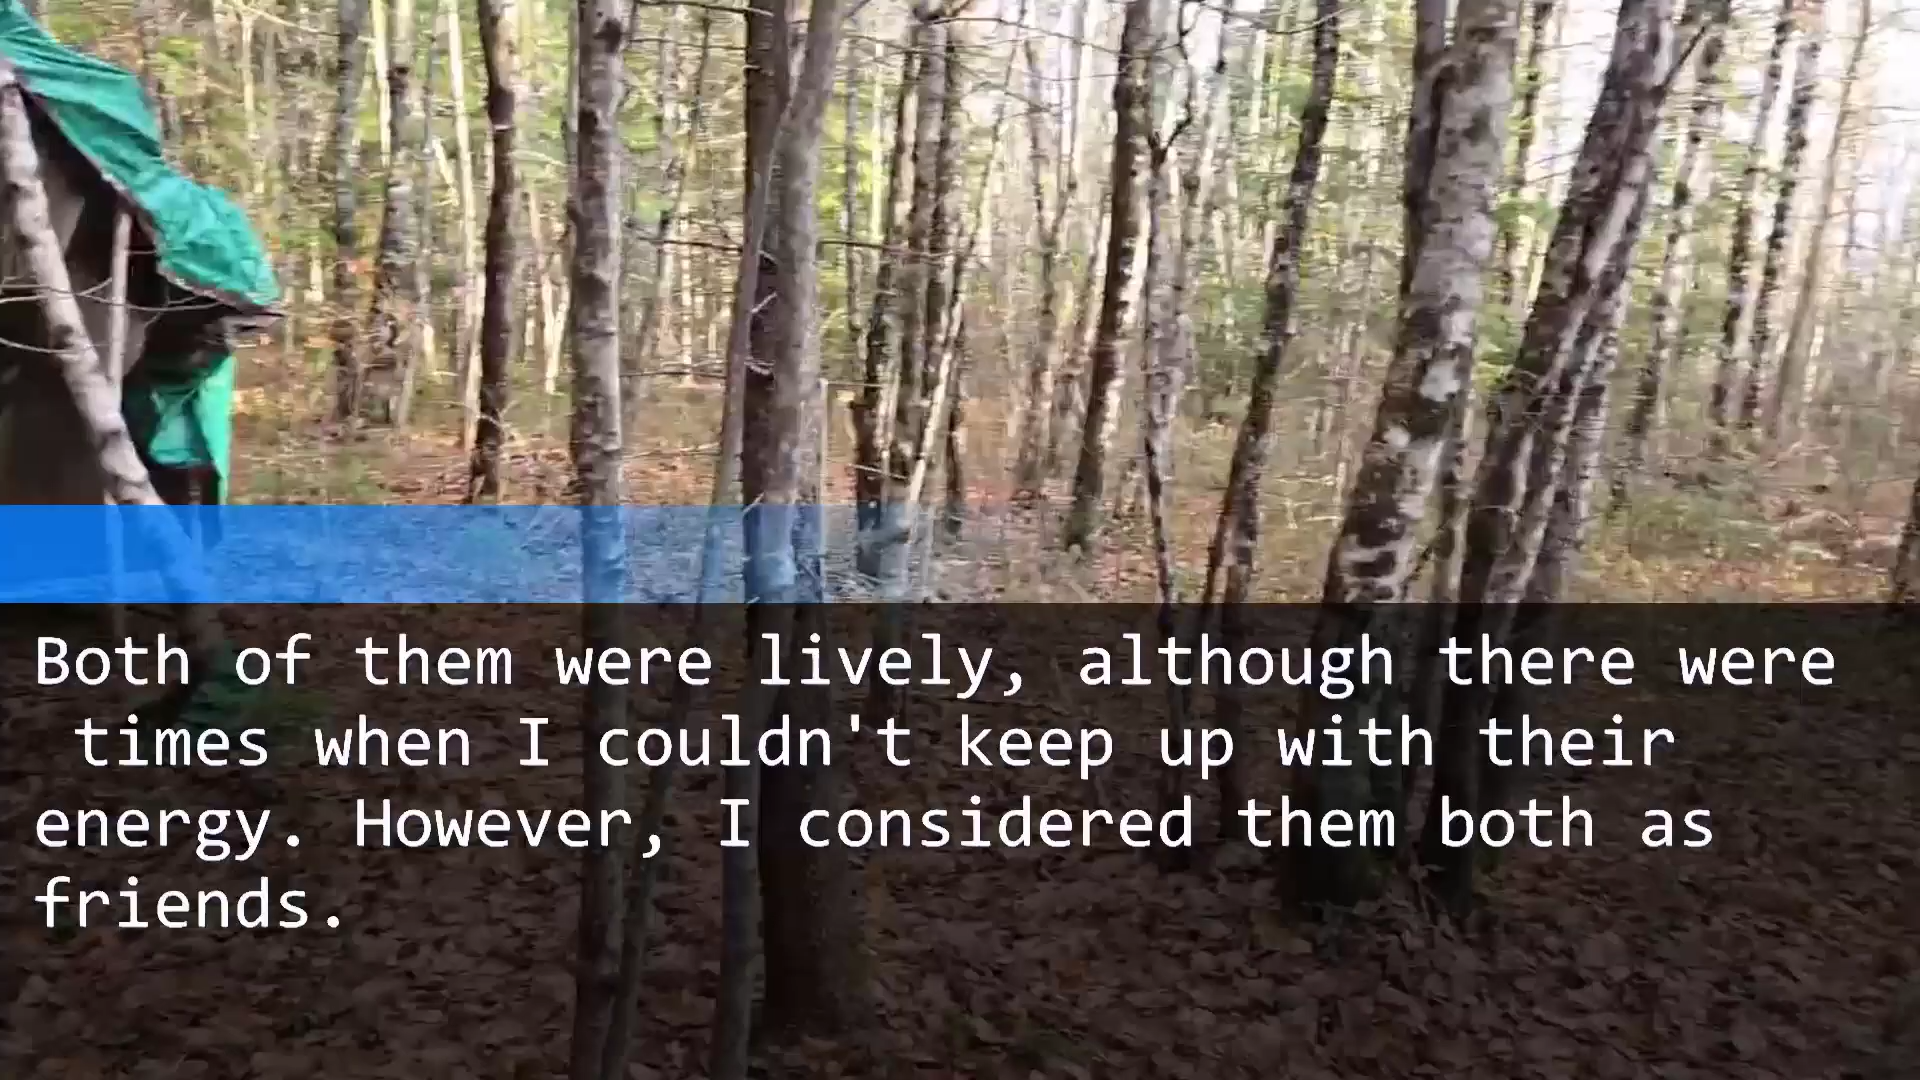 Both of them were lively, although there were
times when I couldn't keep up with their
energy. However, I considered them both as
friends.